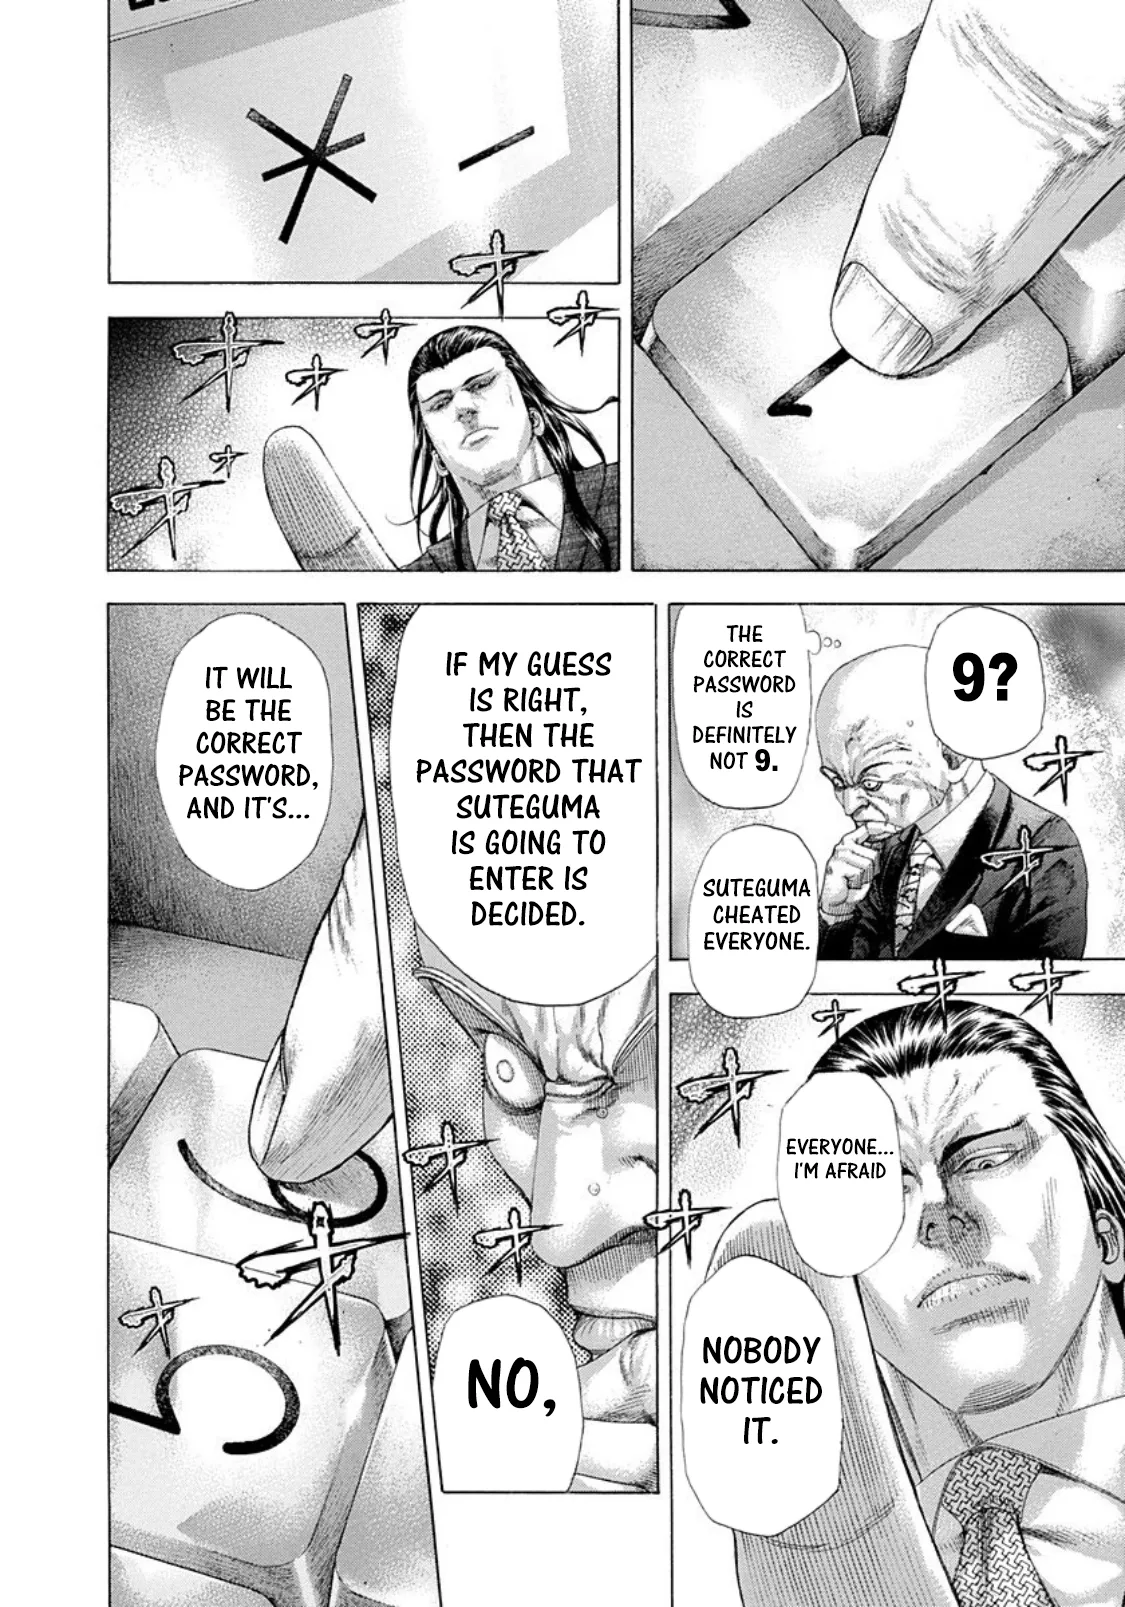 *-
9?
THE
CORRECT
PASSWORD
IS
DEFINITELY
NOT 9.
SUTEGUMA
CHEATED
EVERYONE.
EVERYONE...
I'M AFRAID
NOBODY
NOTICED
IT.
IF MY GUESS
IS RIGHT,
THEN THE
PASSWORD THAT
SUTEGUMA
IS GOING TO
ENTER IS
DECIDED.
NO,
IT WILL
BE THE
CORRECT
PASSWORD,
AND IT'S...
5